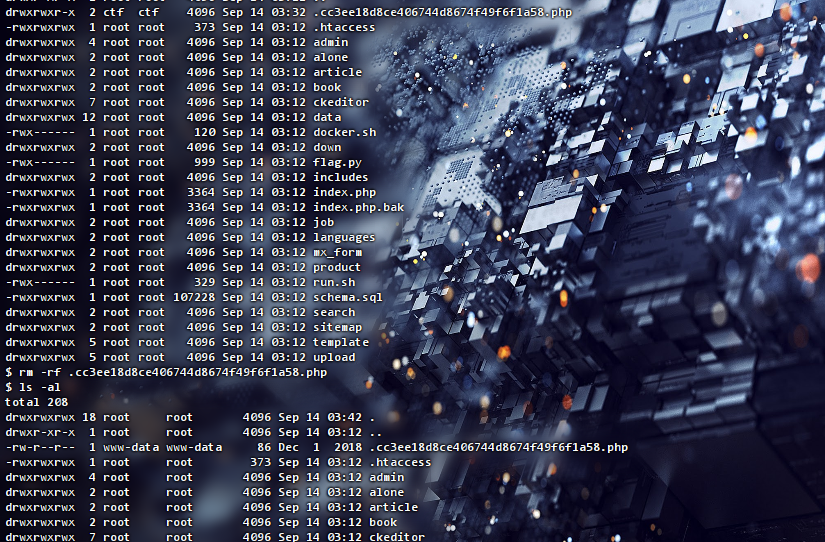 drwxrwxr-x  2 ctf  ctf    4096 Sep 14 03:32 .cc3ee18d8ce406744d8674f49f6f1a58.php
-rwxrwxrwx  1 root root    373 Sep 14 03:12 .htaccess
drwxrwxrwx  4 root root   4096 Sep 14 03:12 admin
drwxrwxrwx  2 root root   4096 Sep 14 03:12 alone
drwxrwxrwx  2 root root   4096 Sep 14 03:12 article
drwxrwxrwx  2 root root   4096 Sep 14 03:12 book
drwxrwxrwx  7 root root   4096 Sep 14 03:12 ckeditor
drwxrwxrwx 12 root root   4096 Sep 14 03:12 data
-rwx------  1 root root    120 Sep 14 03:12 docker.sh
drwxrwxrwx  2 root root   4096 Sep 14 03:12 down
-rwx------  1 root root    999 Sep 14 03:12 flag.py
drwxrwxrwx  2 root root   4096 Sep 14 03:12 includes
-rwxrwxrwx  1 root root   3364 Sep 14 03:12 index.php
-rwxrwxrwx  1 root root   3364 Sep 14 03:12 index.php.bak
drwxrwxrwx  2 root root   4096 Sep 14 03:12 job
drwxrwxrwx  2 root root   4096 Sep 14 03:12 languages
drwxrwxrwx  2 root root   4096 Sep 14 03:12 mx_form
drwxrwxrwx  2 root root   4096 Sep 14 03:12 product
-rwx------  1 root root    329 Sep 14 03:12 run.sh
-rwxrwxrwx  1 root root 107228 Sep 14 03:12 schema.sql
drwxrwxrwx  2 root root   4096 Sep 14 03:12 search
drwxrwxrwx  2 root root   4096 Sep 14 03:12 sitemap
drwxrwxrwx  5 root root   4096 Sep 14 03:12 template
drwxrwxrwx  5 root root   4096 Sep 14 03:12 upload
$ rm -rf .cc3ee18d8ce406744d8674f49f6f1a58.php
$ ls -al
total 208
drwxrwxrwx 18 root     root       4096 Sep 14 03:42 .
drwxr-xr-x  1 root     root       4096 Sep 14 03:12 ..
-rw-r--r--  1 www-data www-data     86 Dec  1  2018 .cc3ee18d8ce406744d8674f49f6f1a58.php
-rwxrwxrwx  1 root     root        373 Sep 14 03:12 .htaccess
drwxrwxrwx  4 root     root       4096 Sep 14 03:12 admin
drwxrwxrwx  2 root     root       4096 Sep 14 03:12 alone
drwxrwxrwx  2 root     root       4096 Sep 14 03:12 article
drwxrwxrwx  2 root     root       4096 Sep 14 03:12 book
drwxrwxrwx  7 root     root       4096 Sep 14 03:12 ckeditor